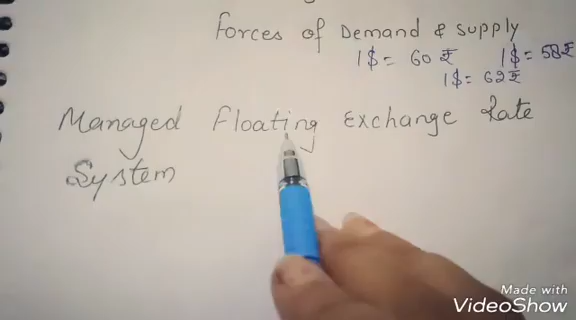 Forces of Demand & supply
1$ = 60 ₹ 1$ = 58₹
1$ = 62₹
Managed Floating Exchange Rate
System
Made with
VideoShow